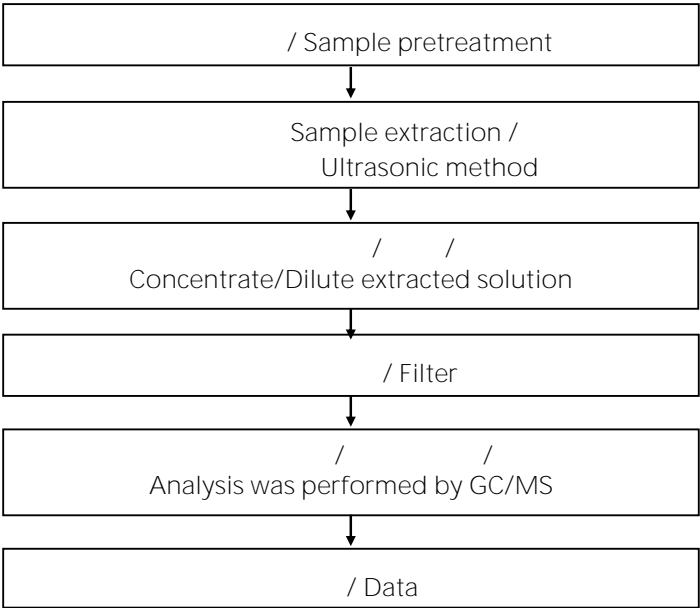 / Sample pretreatment
Sample extraction /
Ultrasonic method
/ / /
Concentrate/Dilute extracted solution
/ Filter
/ /
Analysis was performed by GC/MS
/ Data